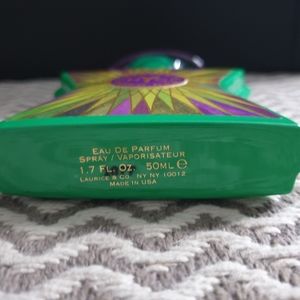 EAU DE PARFUM
SPRAY / VAPORISATEUR
1.7 FL. OZ. 50ML ℮
LAURICE & CO. NY NY 10012
MADE IN USA